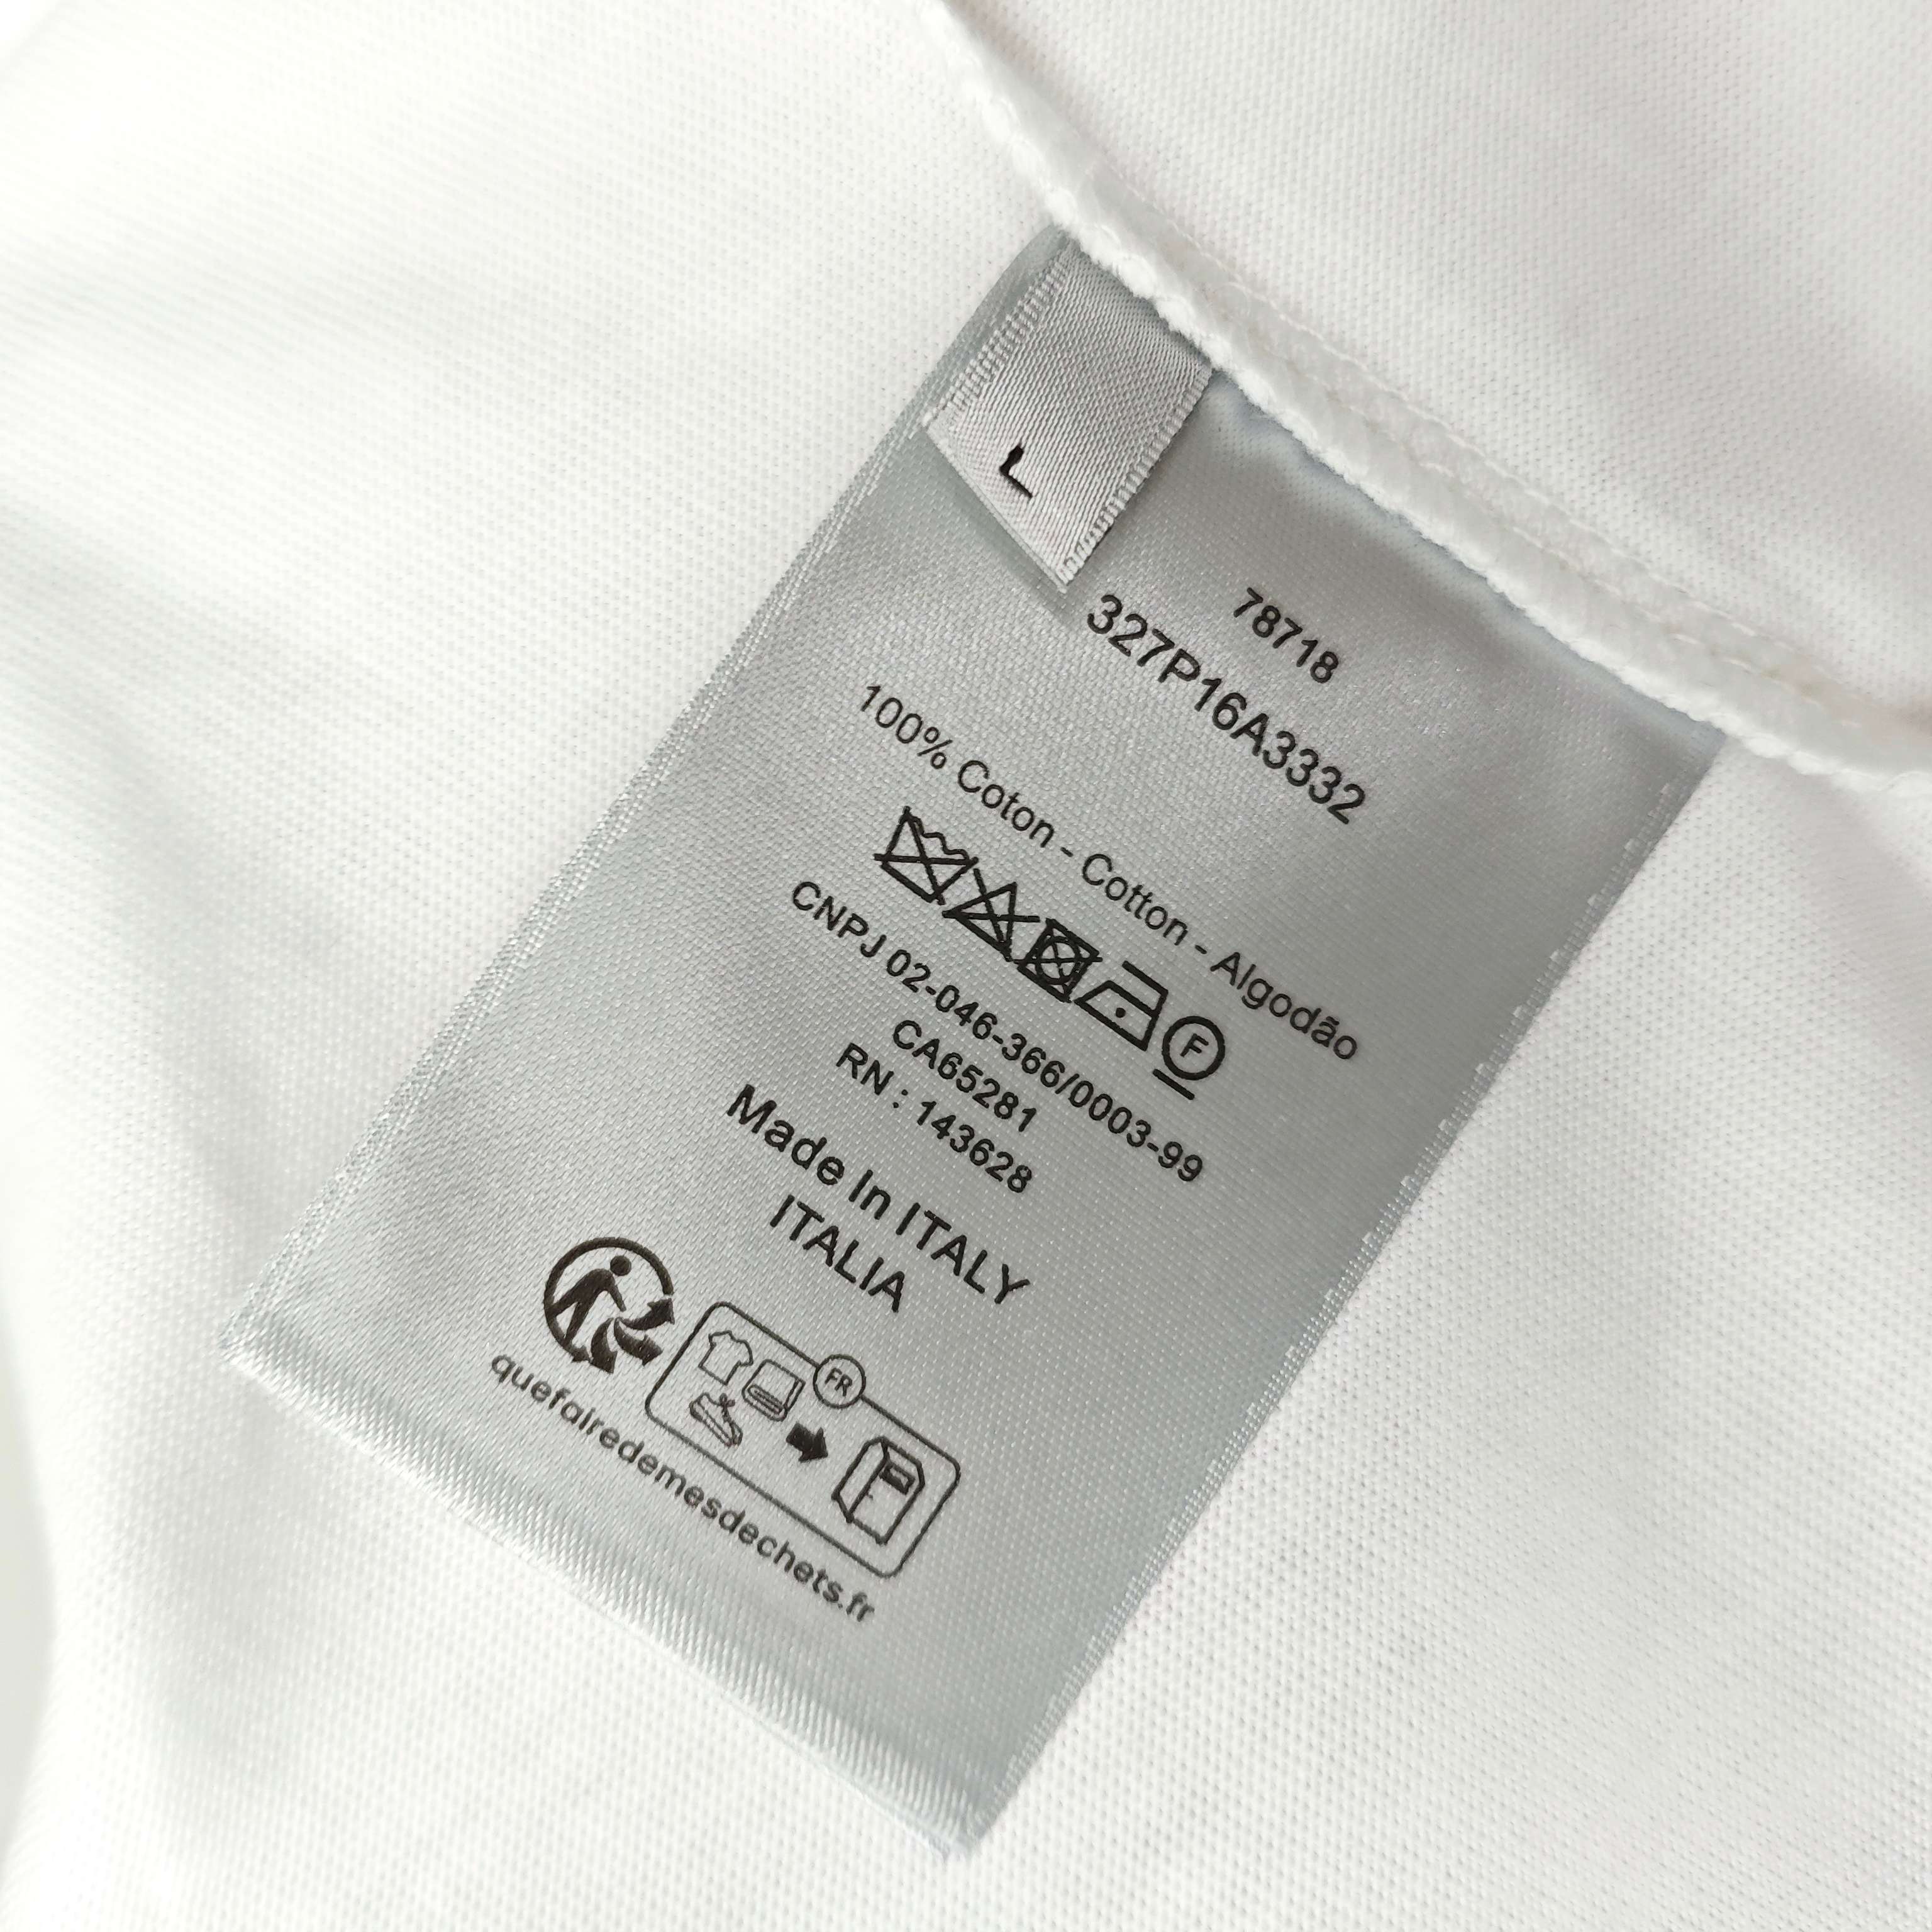 L
78718
327P16A3332
100% Coton - Cotton - Algodão
F
CNPJ 02-046-366/0003-99
CA65281
RN : 143628
Made In ITALY
ITALIA
FR
quefairedemesdechets.fr